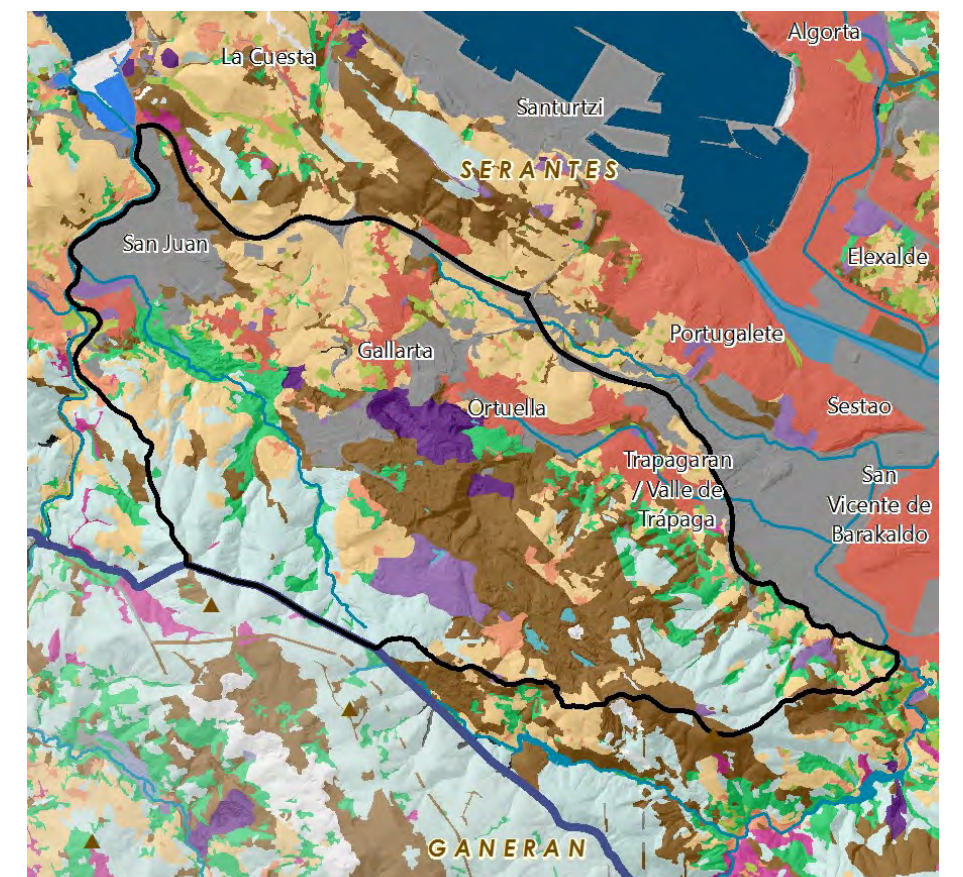 Algorta
La Cuesta
Santurtzi
SERANTES
San Juan
Elexalde
Portugalete
Gallarta
Ortuella
Sestao
Trapagaran
/ Valle de
Trápaga
San
Vicente de
Barakaldo
GANERAN